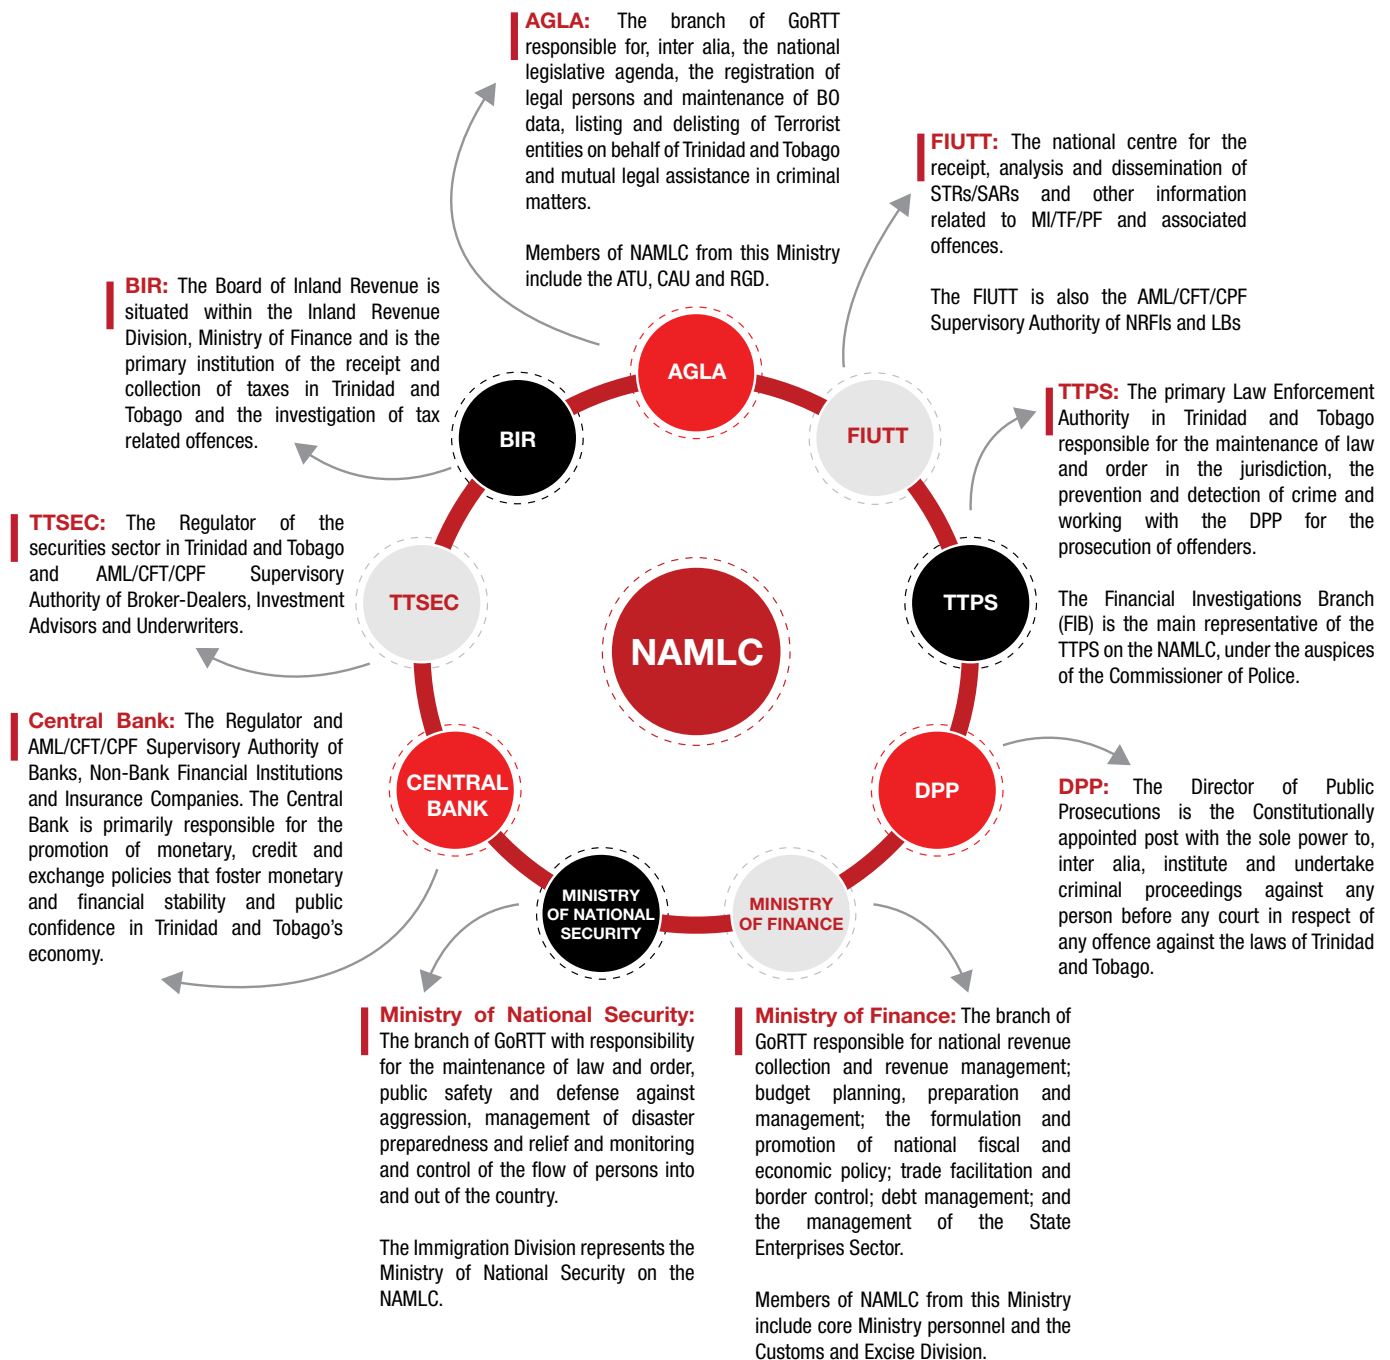 AGLA: The branch of GoRTT
responsible for, inter alia, the national
legislative agenda, the registration of
legal persons and maintenance of BO
data, listing and delisting of Terrorist
entities on behalf of Trinidad and Tobago
and mutual legal assistance in criminal
matters.
Members of NAMLC from this Ministry
include the ATU, CAU and RGD.
FIUTT: The national centre for the
receipt, analysis and dissemination of
STRs/SARs and other information
related to Ml/TF/PF and associated
offences.
The FIUTT is also the AML/CFT/CPF
Supervisory Authority of NRFIs and LBs
BIR: The Board of Inland Revenue is
situated within the Inland Revenue
Division, Ministry of Finance and is the
primary institution of the receipt and
collection of taxes in Trinidad and
Tobago and the investigation of tax
related offences.
TTPS: The primary Law Enforcement
Authority in Trinidad and Tobago
responsible for the maintenance of law
and order in the jurisdiction, the
prevention and detection of crime and
working with the DPP for the
prosecution of offenders.
The Financial Investigations Branch
(FIB) is the main representative of the
TTPS on the NAMLC, under the auspices
of the Commissioner of Police.
TTSEC: The Regulator of the
securities sector in Trinidad and Tobago
and AML/CFT/CPF Supervisory
Authority of Broker-Dealers, Investment
Advisors and Underwriters.
Central Bank: The Regulator and
AML/CFT/CPF Supervisory Authority of
Banks, Non-Bank Financial Institutions
and Insurance Companies. The Central
Bank is primarily responsible for the
promotion of monetary, credit and
exchange policies that foster monetary
and financial stability and public
confidence in Trinidad and Tobago's
economy.
AGLA
FIUTT
BIR
TTPS
TTSEC
NAMLC
CENTRAL
BANK
DPP
MINISTRY
OF NATIONAL
SECURITY
MINISTRY
OF FINANCE
DPP: The Director of Public
Prosecutions is the Constitutionally
appointed post with the sole power to,
inter alia, institute and undertake
criminal proceedings against any
person before any court in respect of
any offence against the laws of Trinidad
and Tobago.
Ministry of National Security:
The branch of GoRTT with responsibility
for the maintenance of law and order,
public safety and defense against
aggression, management of disaster
preparedness and relief and monitoring
and control of the flow of persons into
and out of the country.
The Immigration Division represents the
Ministry of National Security on the
NAMLC.
Ministry of Finance: The branch of
GoRTT responsible for national revenue
collection and revenue management;
budget planning, preparation and
management; the formulation and
promotion of national fiscal and
economic policy; trade facilitation and
border control; debt management; and
the management of the State
Enterprises Sector.
Members of NAMLC from this Ministry
include core Ministry personnel and the
Customs and Excise Division.